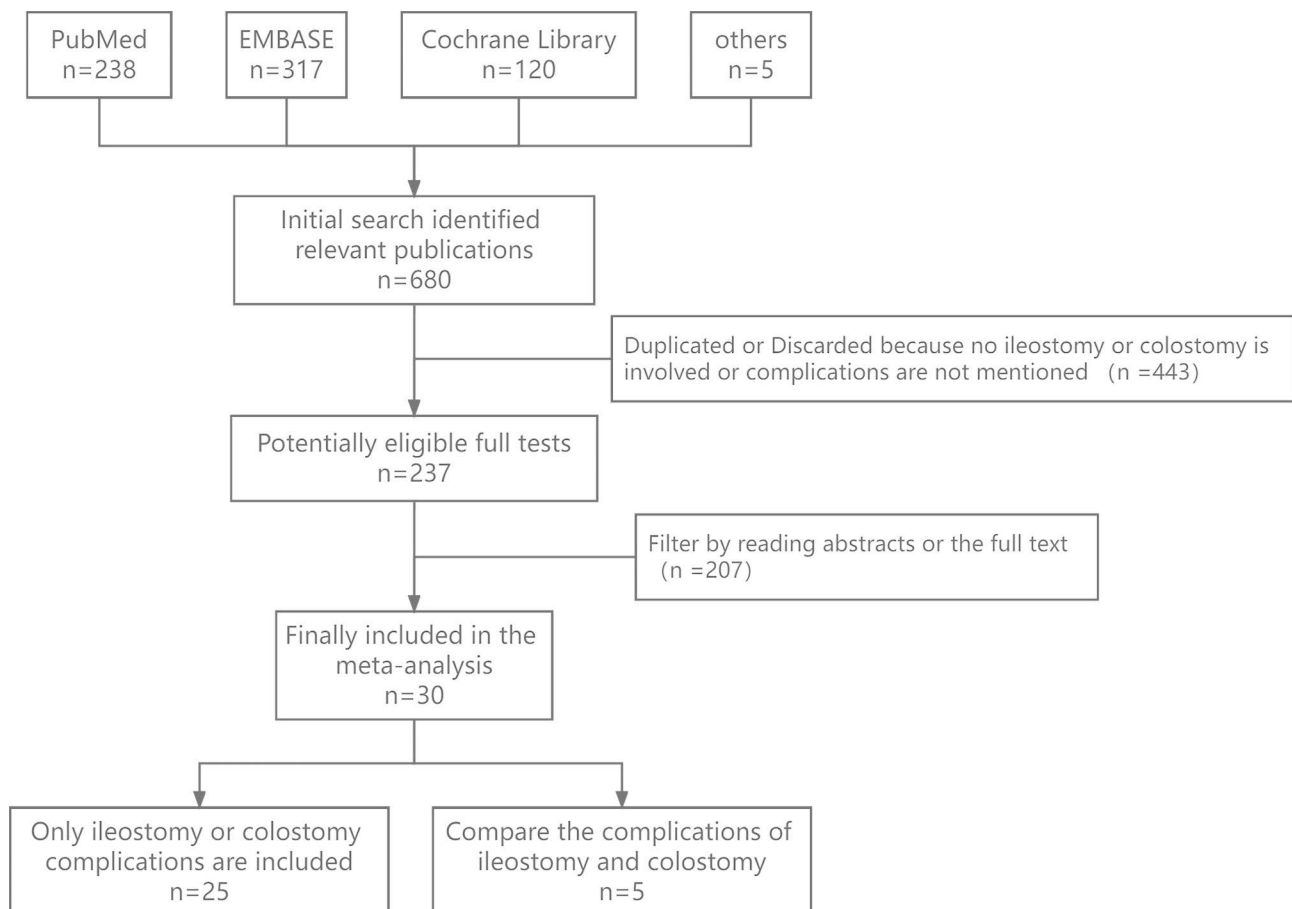 PubMed
n=238
EMBASE
n=317
Cochrane Library
n=120
others
n=5
Initial search identified
relevant publications
n=680
Duplicated or Discarded because no ileostomy or colostomy is
involved or complications are not mentioned （n =443）
Potentially eligible full tests
n=237
Filter by reading abstracts or the full text
（n =207）
Finally included in the
meta-analysis
n=30
Only ileostomy or colostomy
complications are included
n=25
Compare the complications of
ileostomy and colostomy
n=5